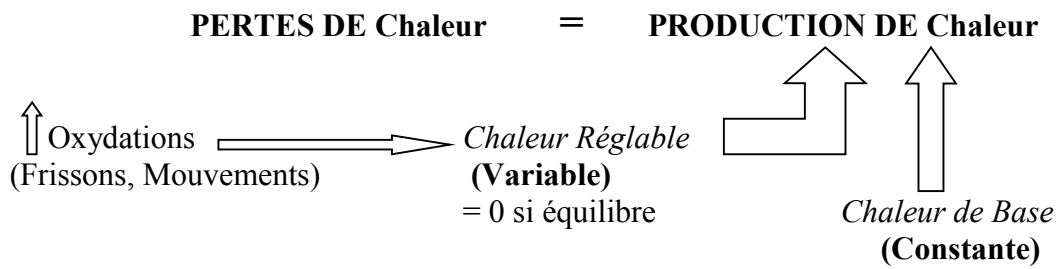 PERTES DE Chaleur = PRODUCTION DE Chaleur
Oxydations
(Frissons, Mouvements)
Chaleur Réglable
(Variable)
= 0 si équilibre
Chaleur de Base
(Constante)